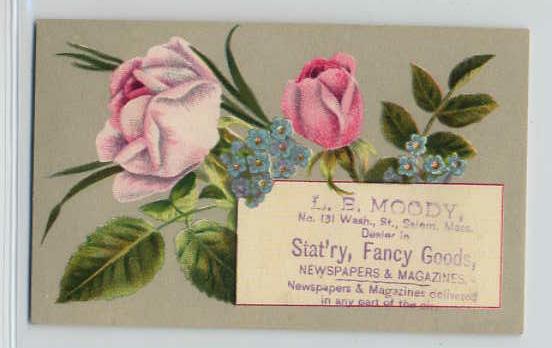 L. E. MOODY,
No. 131 Wash., St., Salem, Mass.
Dealer in
Stat'ry, Fancy Goods,
NEWSPAPERS & MAGAZINES.
Newspapers & Magazines delivered
in any part of the city